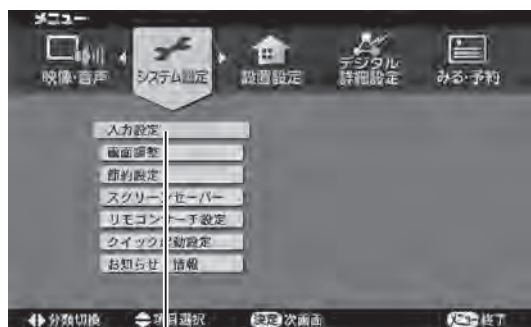 メニュー
映像・音声 システム設定 設置設定 デジタル詳細設定 みる・予約
入力設定
画面調整
節約設定
スクリーンセーバー
リモコンサーチ設定
クイック起動設定
お知らせ・情報
分類切換 項目選択 決定 次画面 メニュー 終了